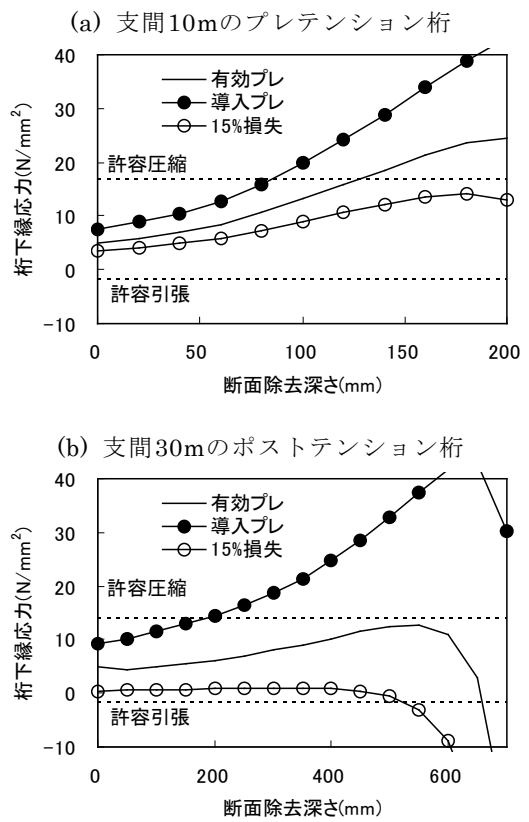 (a) 支間10mのプレテンション桁
40
30
20
10
0
-10
桁下縁応力(N/mm²)
有効プレ
導入プレ
15%損失
許容圧縮
許容引張
0 50 100 150 200
断面除去深さ(mm)
(b) 支間30mのポストテンション桁
40
30
20
10
0
-10
桁下縁応力(N/mm²)
有効プレ
導入プレ
15%損失
許容圧縮
許容引張
0 200 400 600
断面除去深さ(mm)